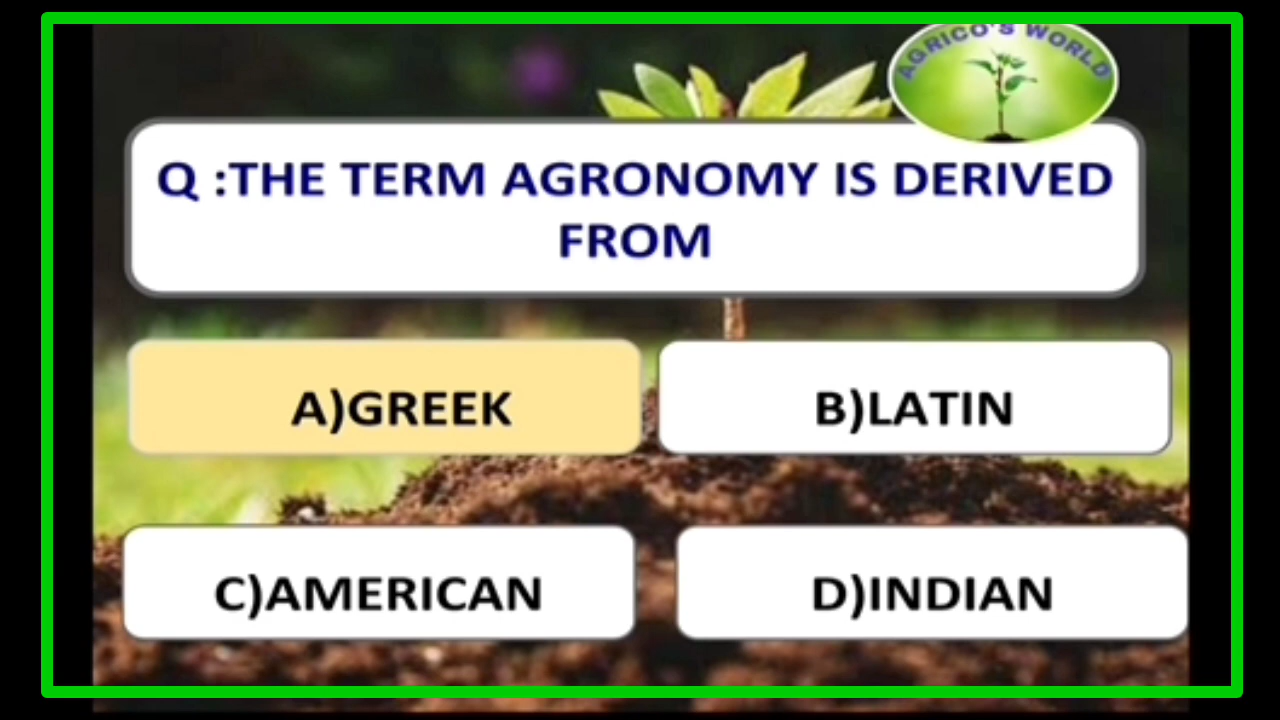 AGRICO'S WORLD
Q :THE TERM AGRONOMY IS DERIVED
FROM
A)GREEK
B)LATIN
C)AMERICAN
D)INDIAN